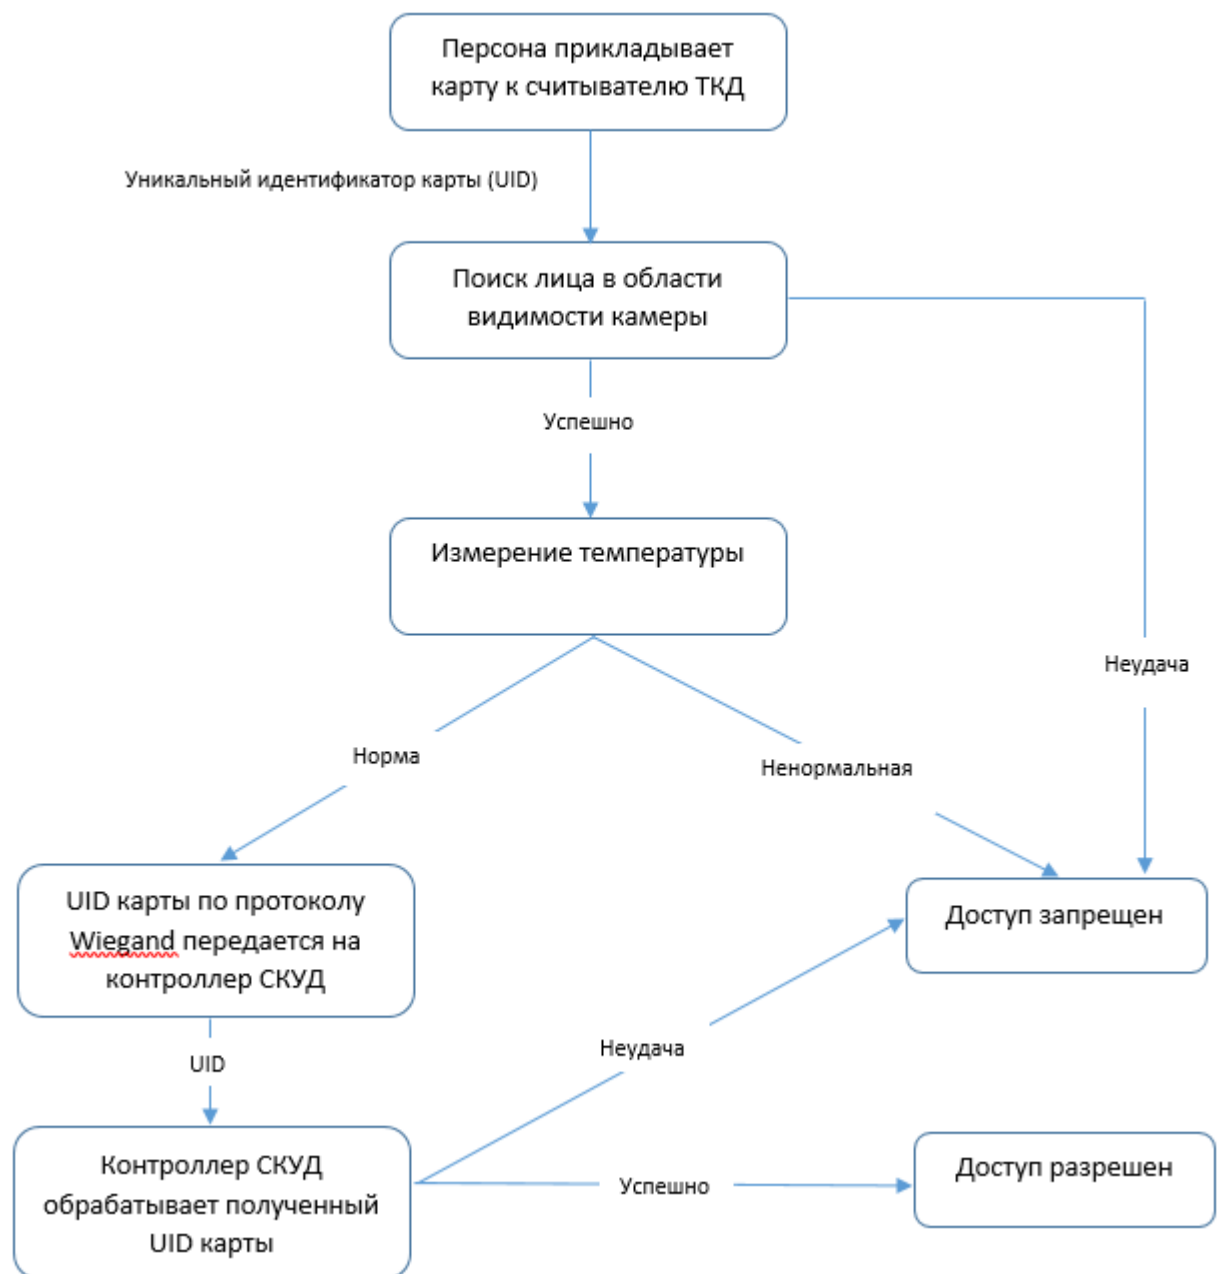 Персона прикладывает
карту к считывателю ТКД
Уникальный идентификатор карты (UID)
Поиск лица в области
видимости камеры
Успешно
Измерение температуры
Неудача
Норма
Ненормальная
UID карты по протоколу
Wiegand передается на
контроллер СКУД
Доступ запрещен
Неудача
UID
Контроллер СКУД
обрабатывает полученный
UID карты
Успешно
Доступ разрешен